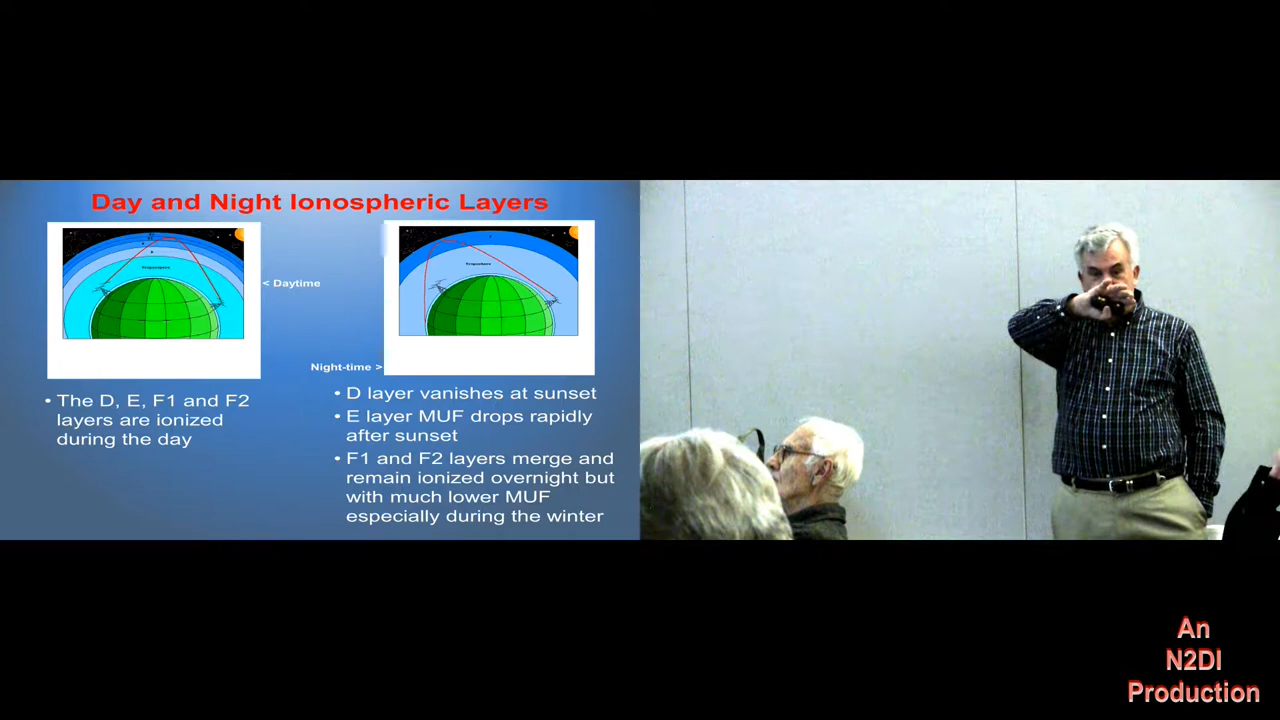 Day and Night Ionospheric Layers
< Daytime
Night-time >
• The D, E, F1 and F2
layers are ionized
during the day
• D layer vanishes at sunset
• E layer MUF drops rapidly
after sunset
• F1 and F2 layers merge and
remain ionized overnight but
with much lower MUF
especially during the winter
An
N2DI
Production